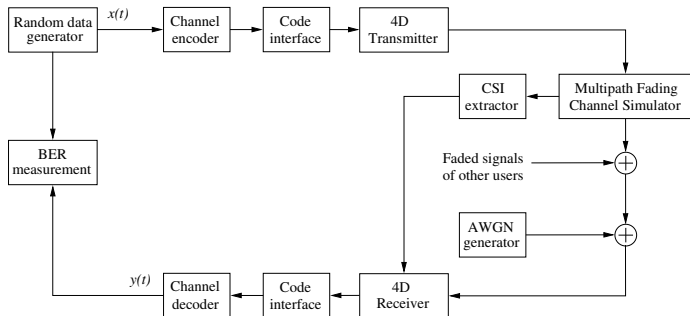 Random data
generator
x(t)
Channel
encoder
Code
interface
4D
Transmitter
CSI
extractor
Multipath Fading
Channel Simulator
BER
measurement
Faded signals
of other users
+
AWGN
generator
+
y(t)
Channel
decoder
Code
interface
4D
Receiver